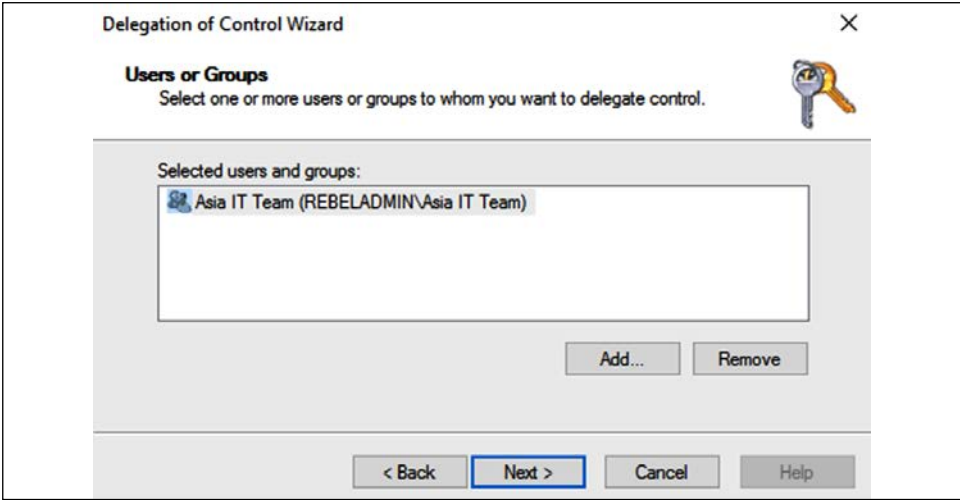 Delegation of Control Wizard
Users or Groups
Select one or more users or groups to whom you want to delegate control.
Selected users and groups:
Asia IT Team (REBELADMIN\Asia IT Team)
Add... Remove
< Back Next > Cancel Help